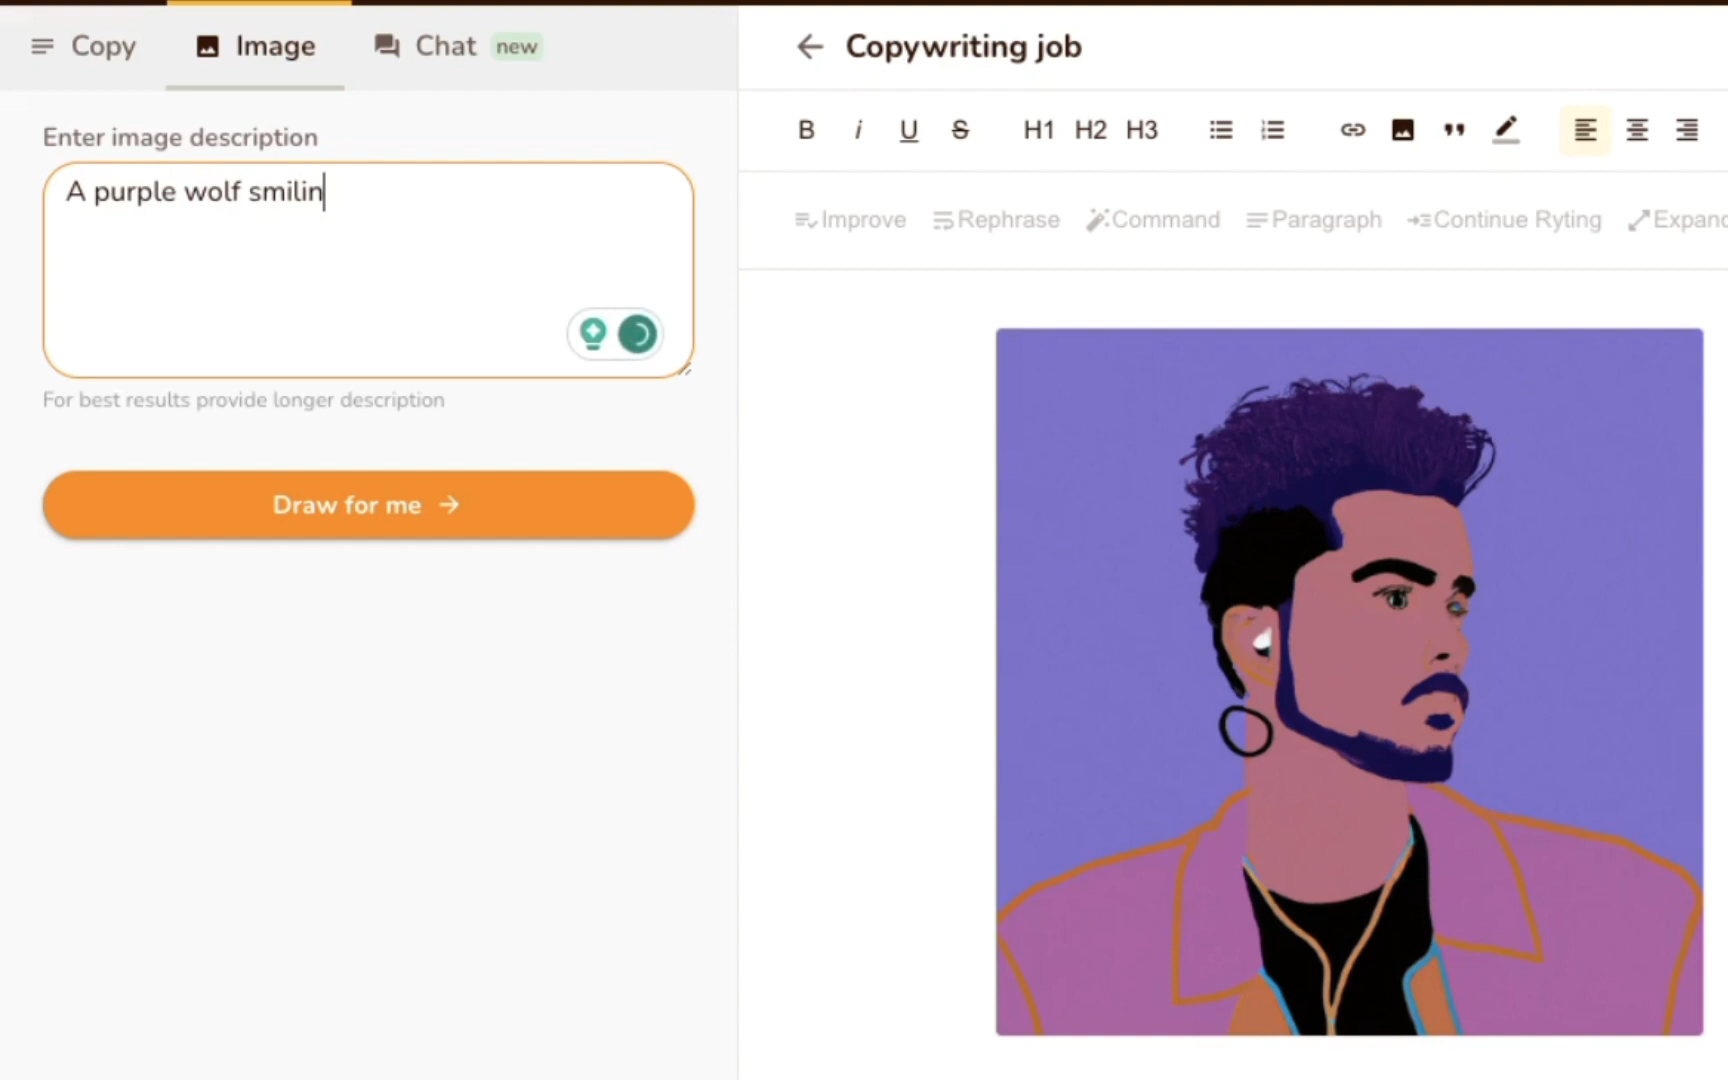 Copy Image Chat new
Copywriting job
B i U S H1 H2 H3
Improve Rephrase Command Paragraph Continue Ryting Expand
Enter image description
A purple wolf smilin
For best results provide longer description
Draw for me →